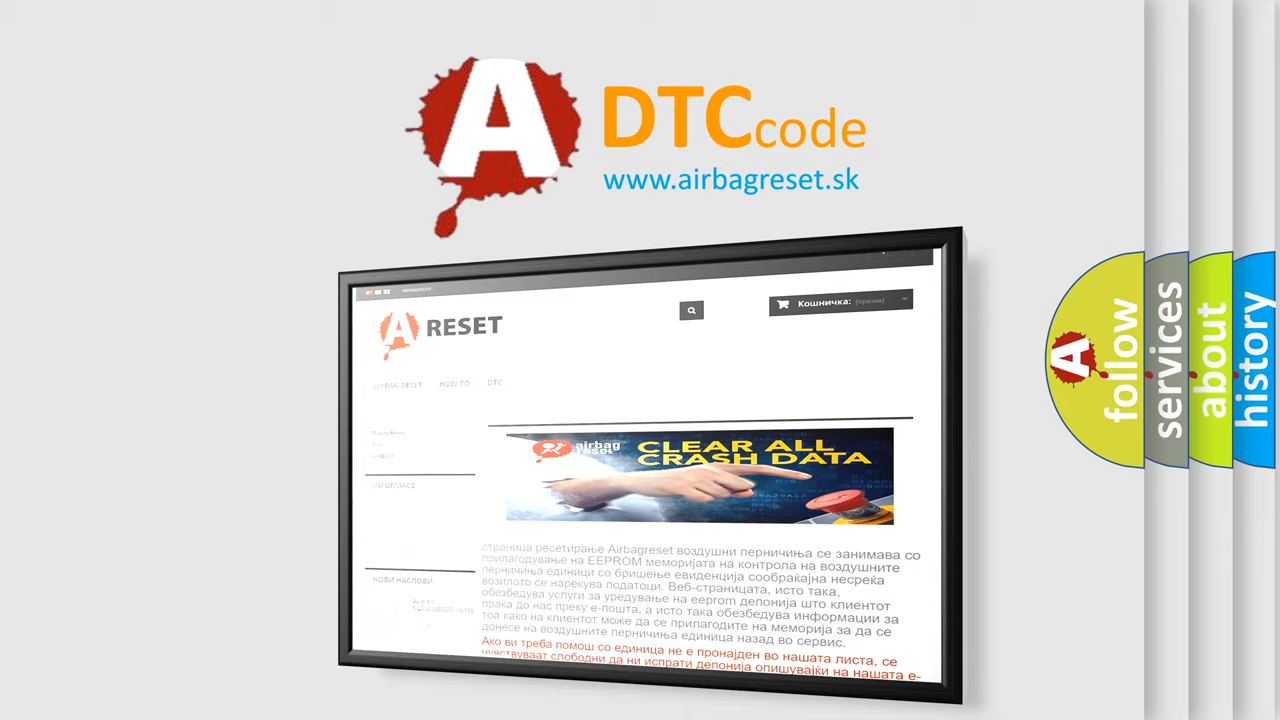 A
DTC code
www.airbagreset.sk
Кошничка: (празно)
A RESET
AIRBAG RESET HOW TO DTC
INFORMACE
airbag
reset
CLEAR ALL
CRASH DATA
страница ресетирање Airbagreset воздушни перничиња се занимава со
прилагодување на EEPROM меморијата на контрола на воздушните
перничиња единици со бришење евиденција сообраќајна несреќа
возилото се нарекува податоци. Веб-страницата, исто така,
обезбедува услуги за уредување на eeprom депонија што клиентот
праќа до нас преку е-пошта, а исто така обезбедува информации за
тоа како на клиентот може да се прилагодите на меморија за да се
донесе на воздушните перничиња единица назад во сервис.
Ако ви треба помош со единица не е пронајден во нашата листа, се
чувствуваат слободни да ни испрати депонија опишувајќи на нашата е-
НОВИ НАСЛОВИ
A
follow
services
about
history